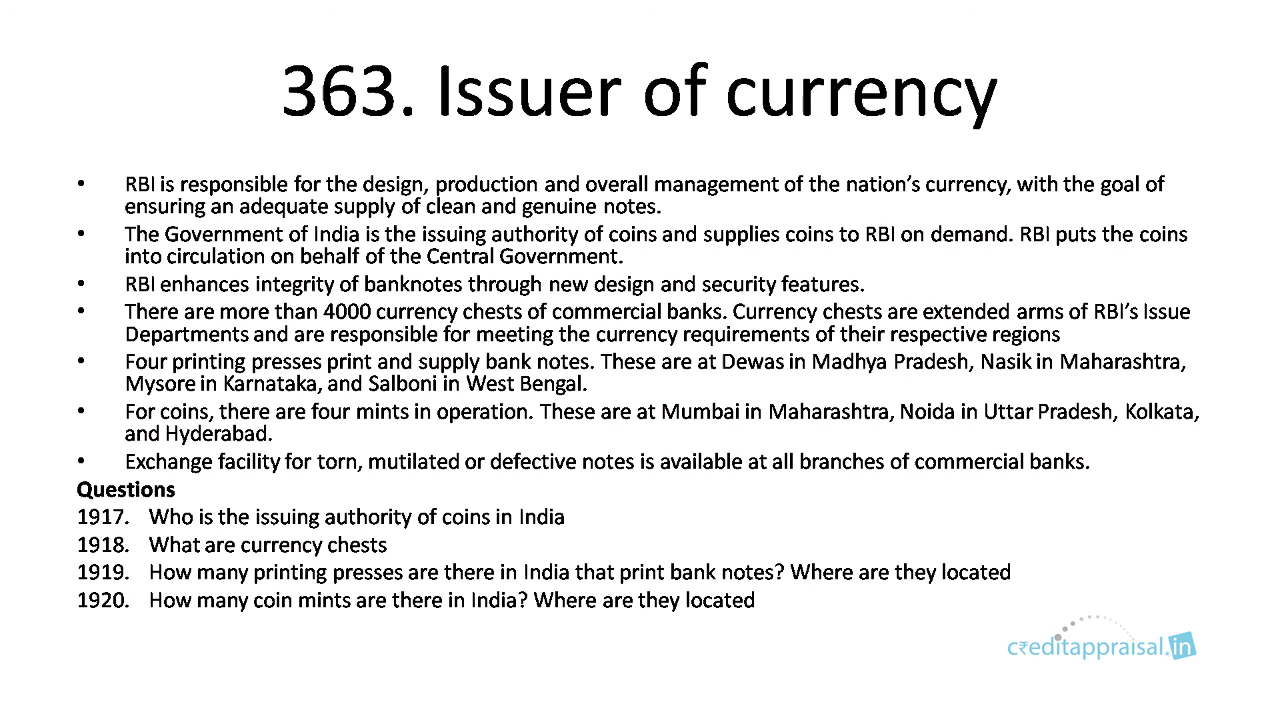 363. Issuer of currency
• RBI is responsible for the design, production and overall management of the nation’s currency, with the goal of
ensuring an adequate supply of clean and genuine notes.
• The Government of India is the issuing authority of coins and supplies coins to RBI on demand. RBI puts the coins
into circulation on behalf of the Central Government.
• RBI enhances integrity of banknotes through new design and security features.
• There are more than 4000 currency chests of commercial banks. Currency chests are extended arms of RBI’s Issue
Departments and are responsible for meeting the currency requirements of their respective regions
• Four printing presses print and supply bank notes. These are at Dewas in Madhya Pradesh, Nasik in Maharashtra,
Mysore in Karnataka, and Salboni in West Bengal.
• For coins, there are four mints in operation. These are at Mumbai in Maharashtra, Noida in Uttar Pradesh, Kolkata,
and Hyderabad.
• Exchange facility for torn, mutilated or defective notes is available at all branches of commercial banks.
Questions
1917. Who is the issuing authority of coins in India
1918. What are currency chests
1919. How many printing presses are there in India that print bank notes? Where are they located
1920. How many coin mints are there in India? Where are they located
c₹editappraisal.in